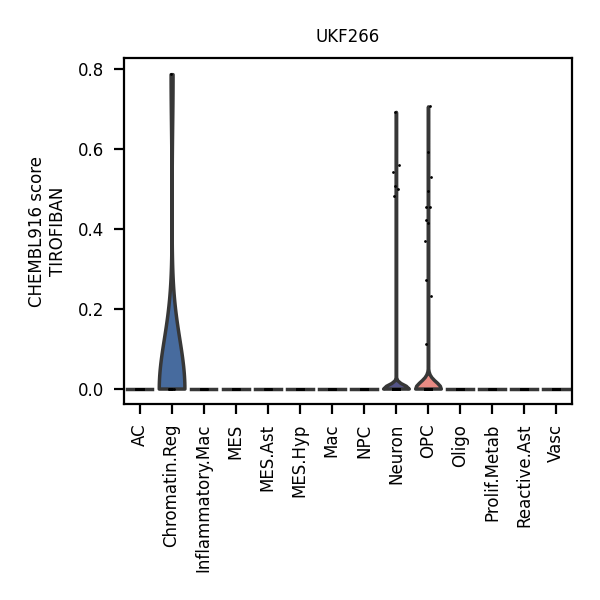 UKF266
CHEMBL916 score
TIROFIBAN
0.8
0.6
0.4
0.2
0.0
AC
Chromatin.Reg
Inflammatory.Mac
MES
MES.Ast
MES.Hyp
Mac
NPC
Neuron
OPC
Oligo
Prolif.Metab
Reactive.Ast
Vasc